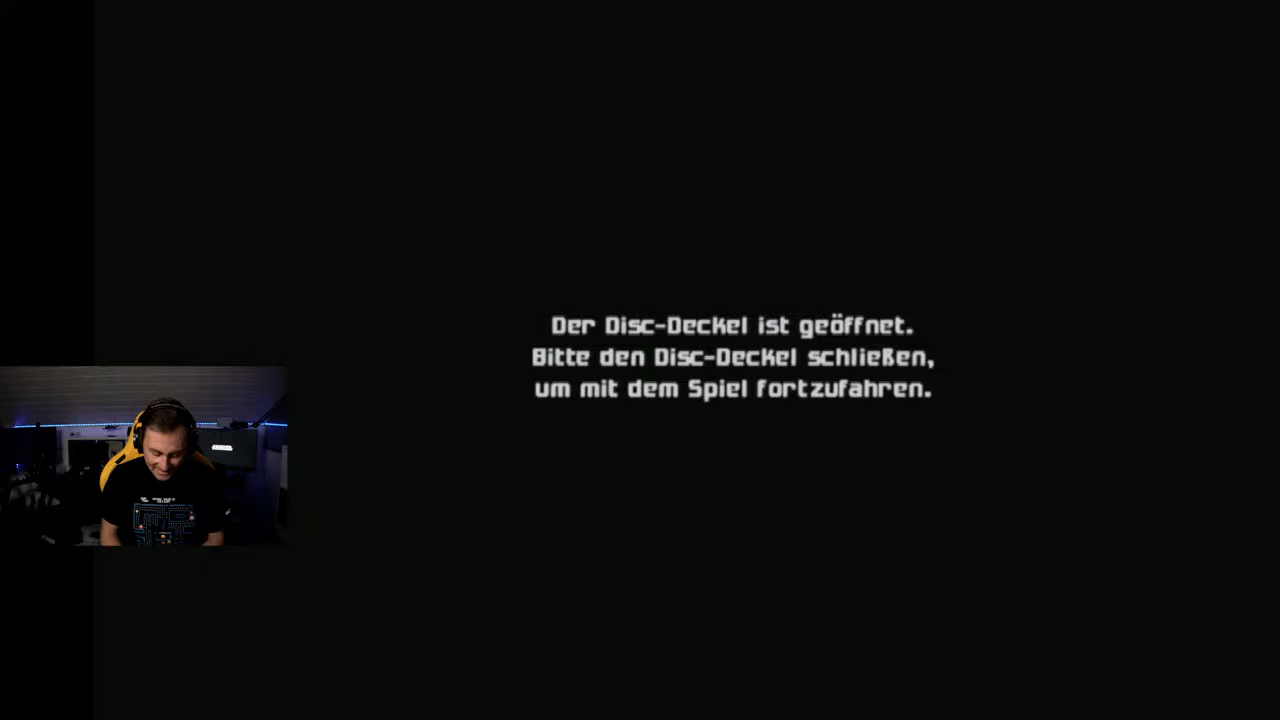 Der Disc-Deckel ist geöffnet.
Bitte den Disc-Deckel schließen,
um mit dem Spiel fortzufahren.